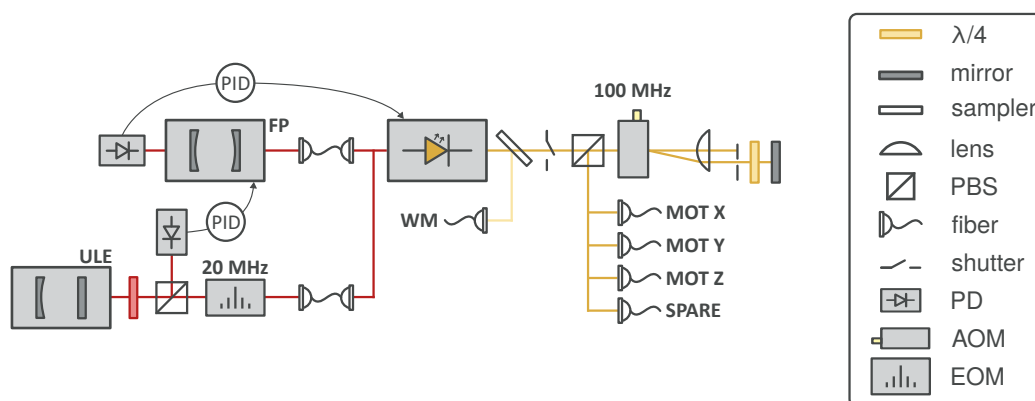 PID
FP
100 MHz
WM
MOT X
MOT Y
MOT Z
SPARE
PID
ULE
20 MHz
λ/4
mirror
sampler
lens
PBS
fiber
shutter
PD
AOM
EOM